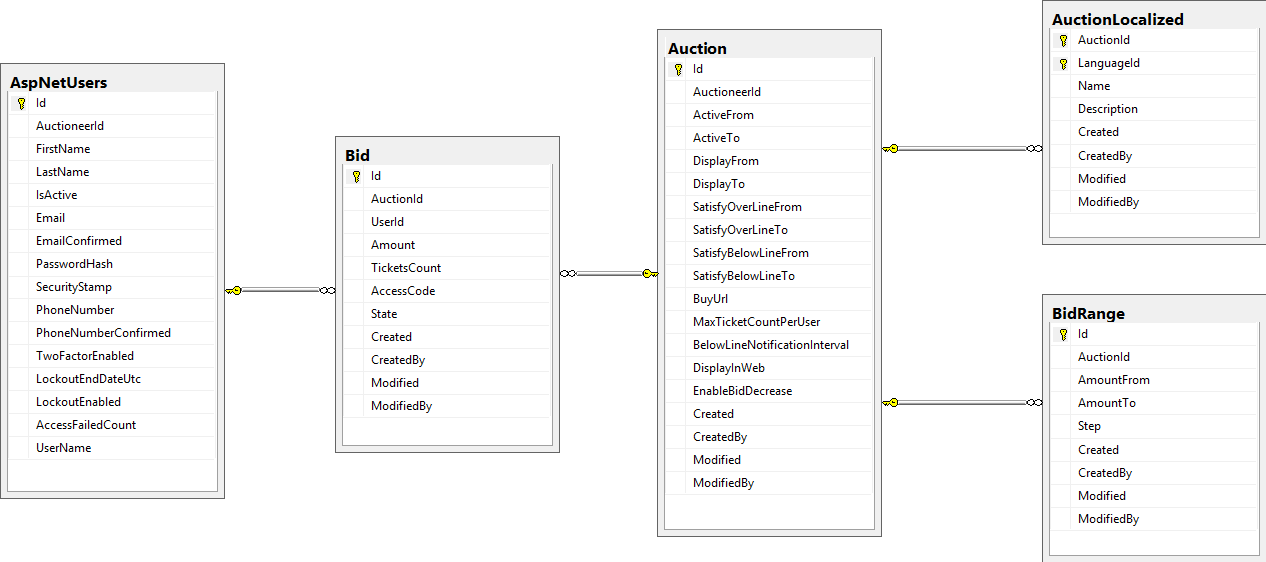 AspNetUsers
Id
AuctioneerId
FirstName
LastName
IsActive
Email
EmailConfirmed
PasswordHash
SecurityStamp
PhoneNumber
PhoneNumberConfirmed
TwoFactorEnabled
LockoutEndDateUtc
LockoutEnabled
AccessFailedCount
UserName
Bid
Id
AuctionId
UserId
Amount
TicketsCount
AccessCode
State
Created
CreatedBy
Modified
ModifiedBy
Auction
Id
AuctioneerId
ActiveFrom
ActiveTo
DisplayFrom
DisplayTo
SatisfyOverLineFrom
SatisfyOverLineTo
SatisfyBelowLineFrom
SatisfyBelowLineTo
BuyUrl
MaxTicketCountPerUser
BelowLineNotificationInterval
DisplayInWeb
EnableBidDecrease
Created
CreatedBy
Modified
ModifiedBy
AuctionLocalized
AuctionId
LanguageId
Name
Description
Created
CreatedBy
Modified
ModifiedBy
BidRange
Id
AuctionId
AmountFrom
AmountTo
Step
Created
CreatedBy
Modified
ModifiedBy